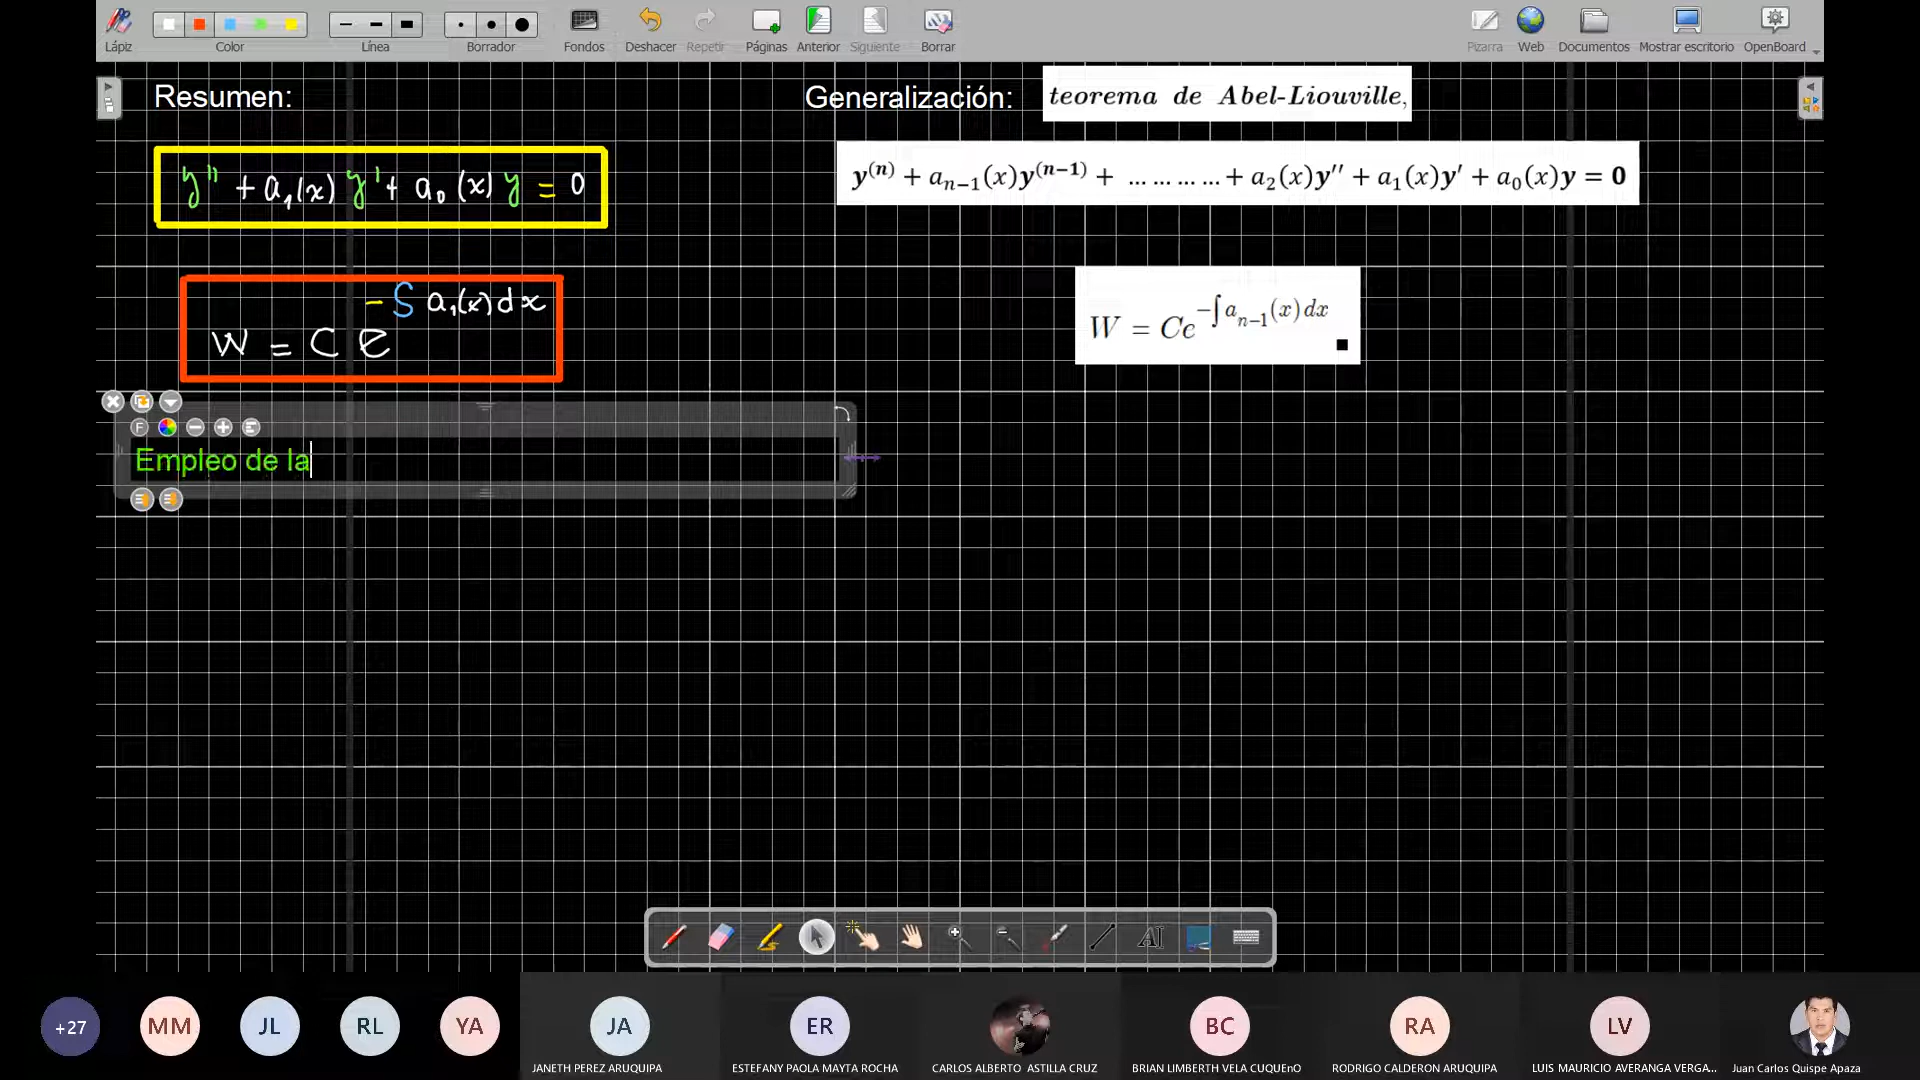 Lápiz
Color
Línea
Borrador
Fondos
Deshacer
Repetir
Páginas
Anterior
Siguiente
Borrar
Pizarra
Web
Documentos
Mostrar escritorio
OpenBoard
Resumen:
Generalización:
teorema de Abel-Liouville,
y'' + a₁(x) y' + a₀(x) y = 0
y⁽ⁿ⁾ + aₙ₋₁(x)y⁽ⁿ⁻¹⁾ + … … … … + a₂(x)y'' + a₁(x)y' + a₀(x)y = 0
W = C e^{-∫ a₁(x) dx}
W = Ce^{-∫ a_{n-1}(x) dx} ■
F
Empleo de la
AI
+27
MM
JL
RL
YA
JA
ER
BC
RA
LV
JANETH PEREZ ARUQUIPA
ESTEFANY PAOLA MAYTA ROCHA
CARLOS ALBERTO ASTILLA CRUZ
BRIAN LIMBERTH VELA CUQUEnO
RODRIGO CALDERON ARUQUIPA
LUIS MAURICIO AVERANGA VERGA...
Juan Carlos Quispe Apaza